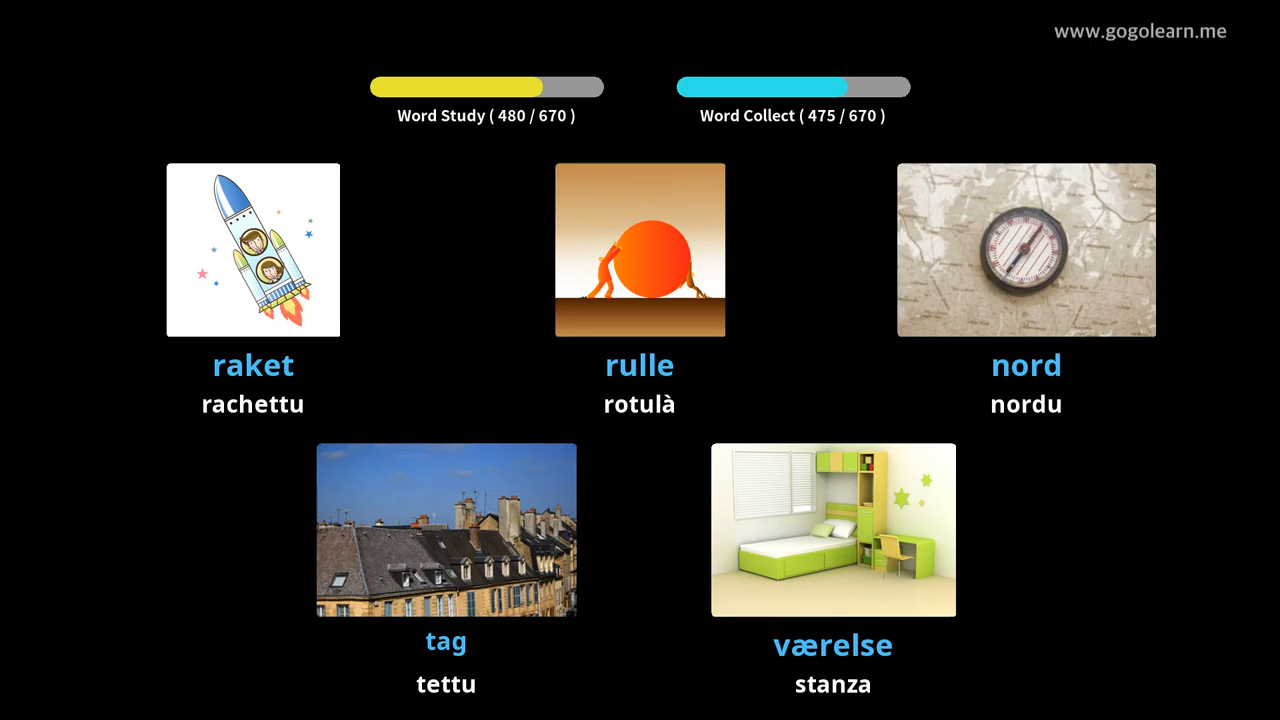 www.gogolearn.me
Word Study ( 480 / 670 )
Word Collect ( 475 / 670 )
raket
rulle
nord
rachettu
rotulà
nordu
tag
værelse
tettu
stanza